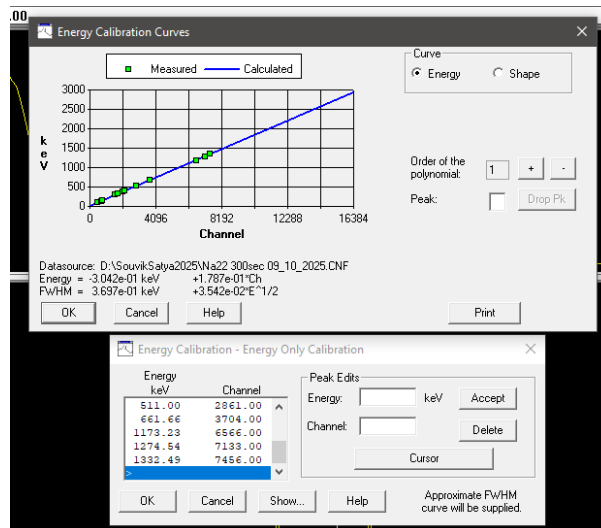 .00
Energy Calibration Curves
Measured
Calculated
3000
2500
2000
1500
1000
500
0
keV
0
4096
8192
12288
16384
Channel
Curve
Energy
Shape
Order of the
polynomial:
1
+
-
Peak:
Drop Pk
Datasource: D:\SouvikSatya2025\Na22 300sec 09_10_2025.CNF
Energy = -3.042e-01 keV +1.787e-01*Ch
FWHM = 3.697e-01 keV +3.542e-02*E^1/2
OK
Cancel
Help
Print
Energy Calibration - Energy Only Calibration
Energy
keV
Channel
511.00 2861.00
661.66 3704.00
1173.23 6566.00
1274.54 7133.00
1332.49 7456.00
>
Peak Edits
Energy:
keV
Accept
Channel:
Delete
Cursor
OK
Cancel
Show...
Help
Approximate FWHM
curve will be supplied.